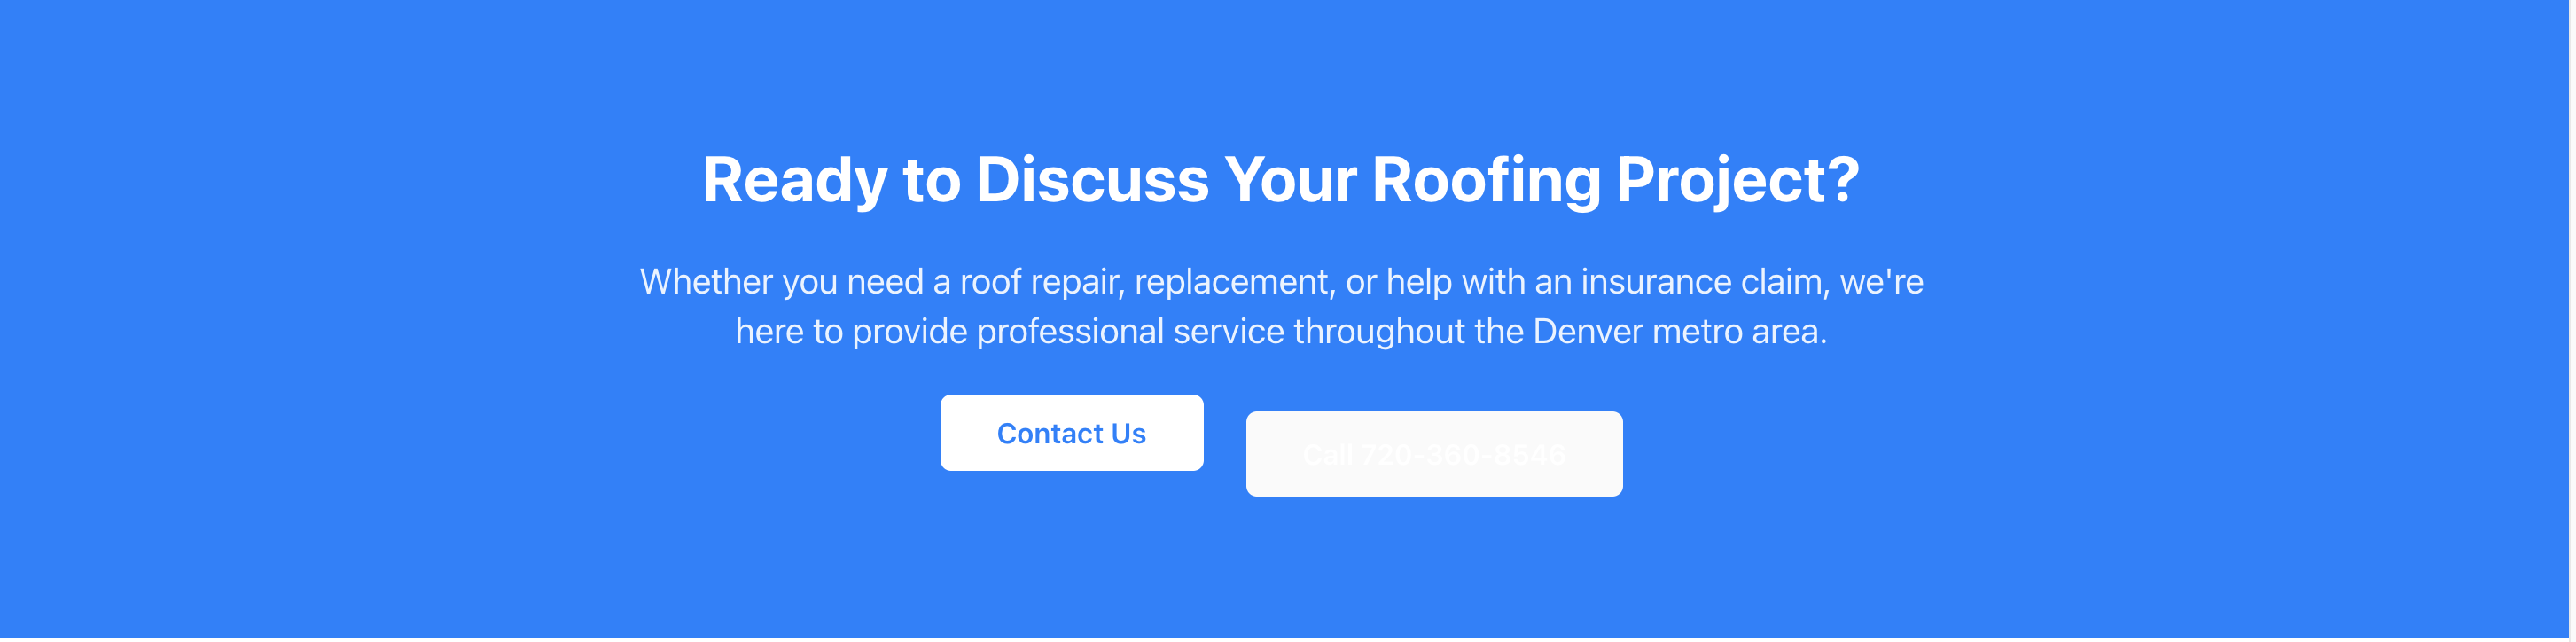 Ready to Discuss Your Roofing Project?
Whether you need a roof repair, replacement, or help with an insurance claim, we're
here to provide professional service throughout the Denver metro area.
Contact Us
Call 720-360-8546